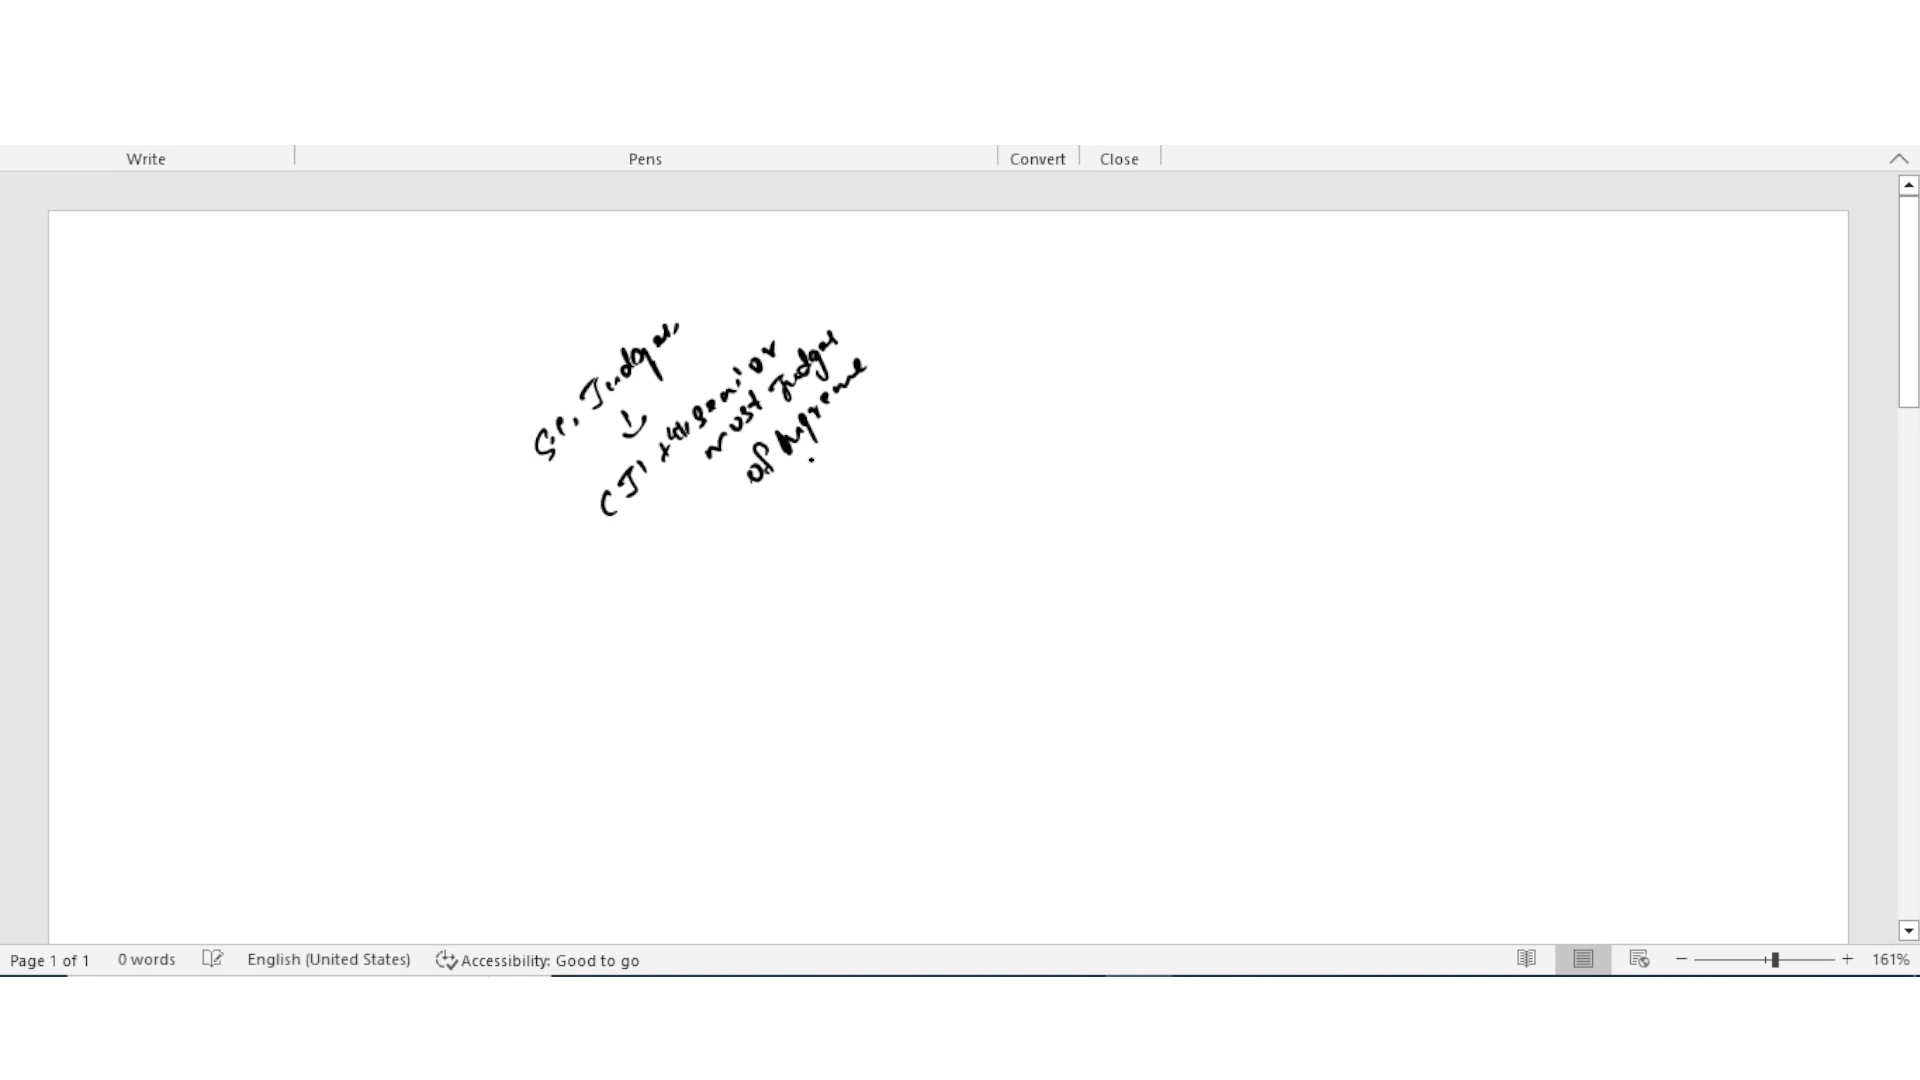 Write Pens Convert Close
S.C. Judges,
↓
CJI + 4 senior
most Judges
of supreme
Page 1 of 1 0 words English (United States) Accessibility: Good to go 161%